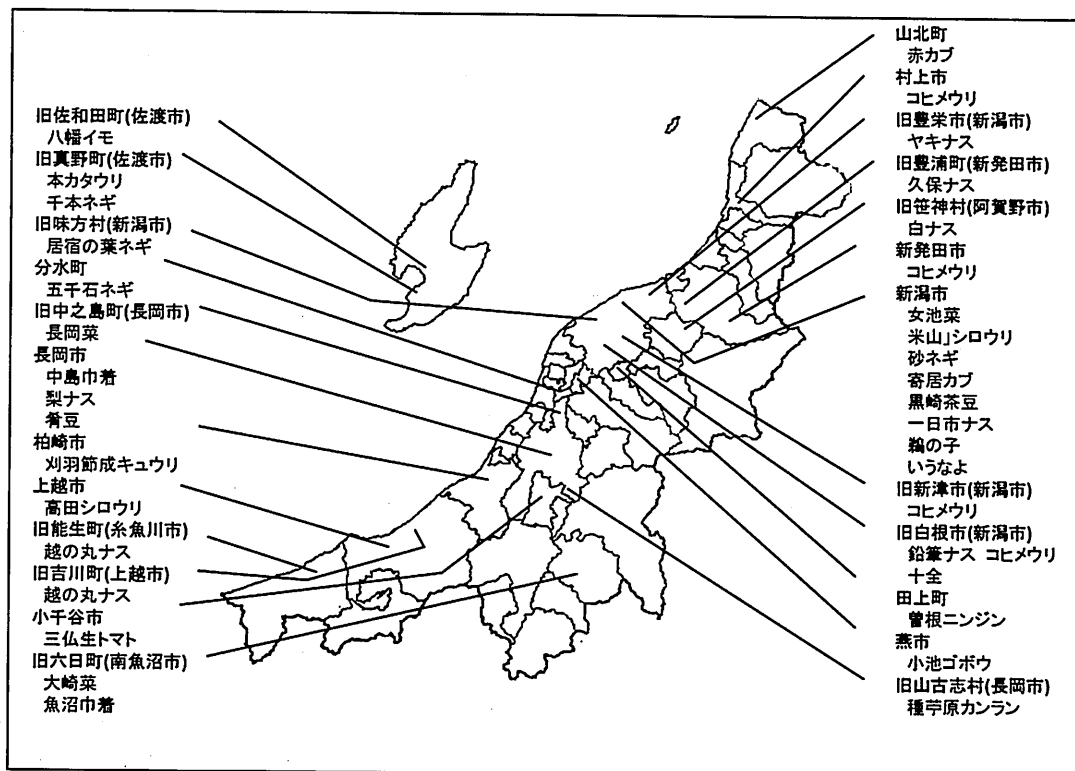 旧佐和田町(佐渡市)
八幡イモ
旧真野町(佐渡市)
本カタウリ
千本ネギ
旧味方村(新潟市)
居宿の葉ネギ
分水町
五千石ネギ
旧中之島町(長岡市)
長岡菜
長岡市
中島巾着
梨ナス
肴豆
柏崎市
刈羽節成キュウリ
上越市
高田シロウリ
旧能生町(糸魚川市)
越の丸ナス
旧吉川町(上越市)
越の丸ナス
小千谷市
三仏生トマト
旧六日町(南魚沼市)
大崎菜
魚沼巾着
山北町
赤カブ
村上市
コヒメウリ
旧豊栄市(新潟市)
ヤキナス
旧豊浦町(新発田市)
久保ナス
旧笹神村(阿賀野市)
白ナス
新発田市
コヒメウリ
新潟市
女池菜
米山」シロウリ
砂ネギ
寄居カブ
黒崎茶豆
一日市ナス
鵜の子
いうなよ
旧新津市(新潟市)
コヒメウリ
旧白根市(新潟市)
鉛筆ナス コヒメウリ
十全
田上町
曽根ニンジン
燕市
小池ゴボウ
旧山古志村(長岡市)
種苧原カンラン